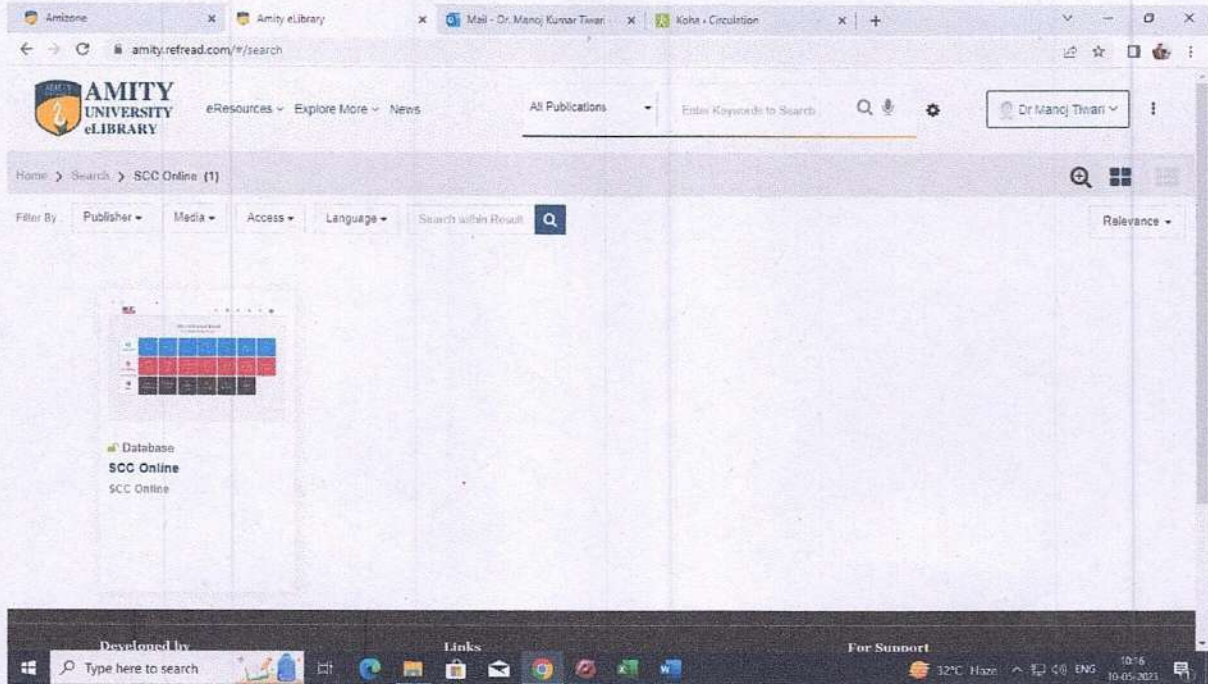 Amizone
Amity eLibrary
Mail - Dr. Manoj Kumar Tiwari
Koha › Circulation
amity.refread.com/#/search
AMITY
UNIVERSITY
eLIBRARY
eResources
Explore More
News
All Publications
Enter Keywords to Search
Dr Manoj Tiwari
Home > Search > SCC Online (1)
Filter By
Publisher
Media
Access
Language
Search within Result
Relevance
Database
SCC Online
SCC Online
Developed by
Links
For Support
Type here to search
32°C Haze
ENG
10:16
10-05-2023